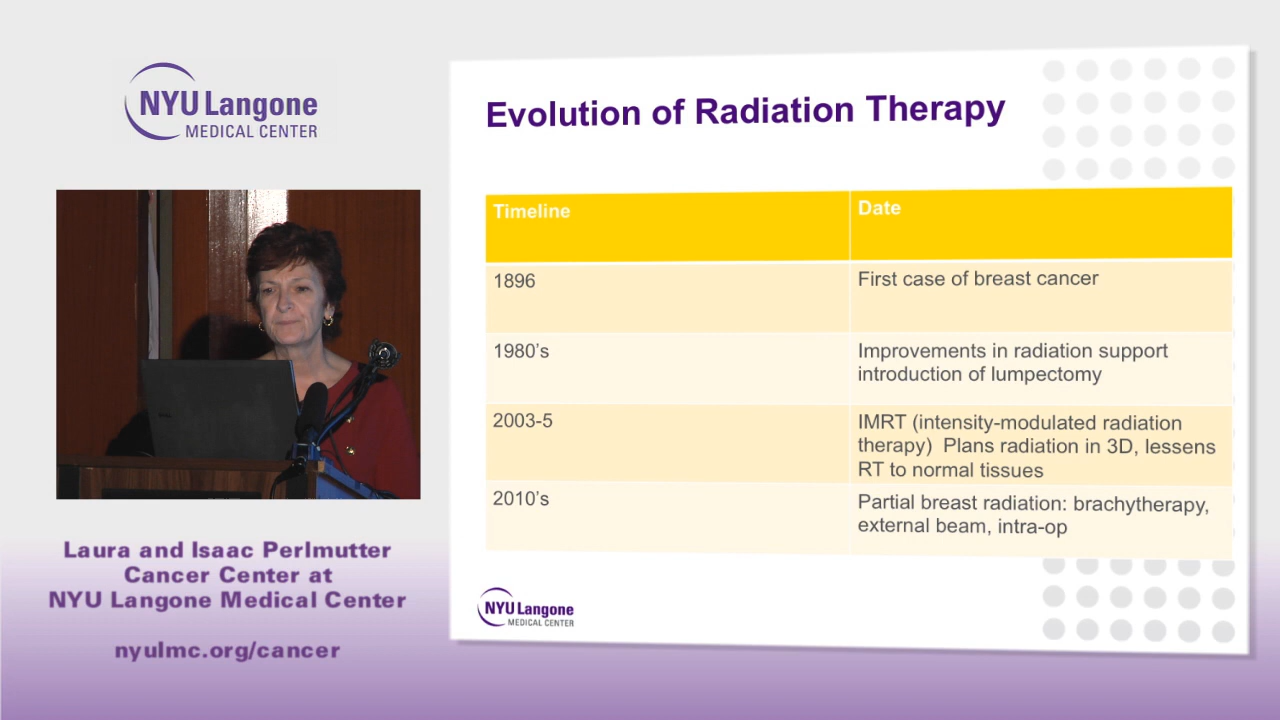 NYU Langone
MEDICAL CENTER
Laura and Isaac Perlmutter
Cancer Center at
NYU Langone Medical Center
nyulmc.org/cancer
Evolution of Radiation Therapy
Timeline
Date
1896
First case of breast cancer
1980's
Improvements in radiation support
introduction of lumpectomy
2003-5
IMRT (intensity-modulated radiation
therapy)  Plans radiation in 3D, lessens
RT to normal tissues
2010's
Partial breast radiation: brachytherapy,
external beam, intra-op
NYU Langone
MEDICAL CENTER